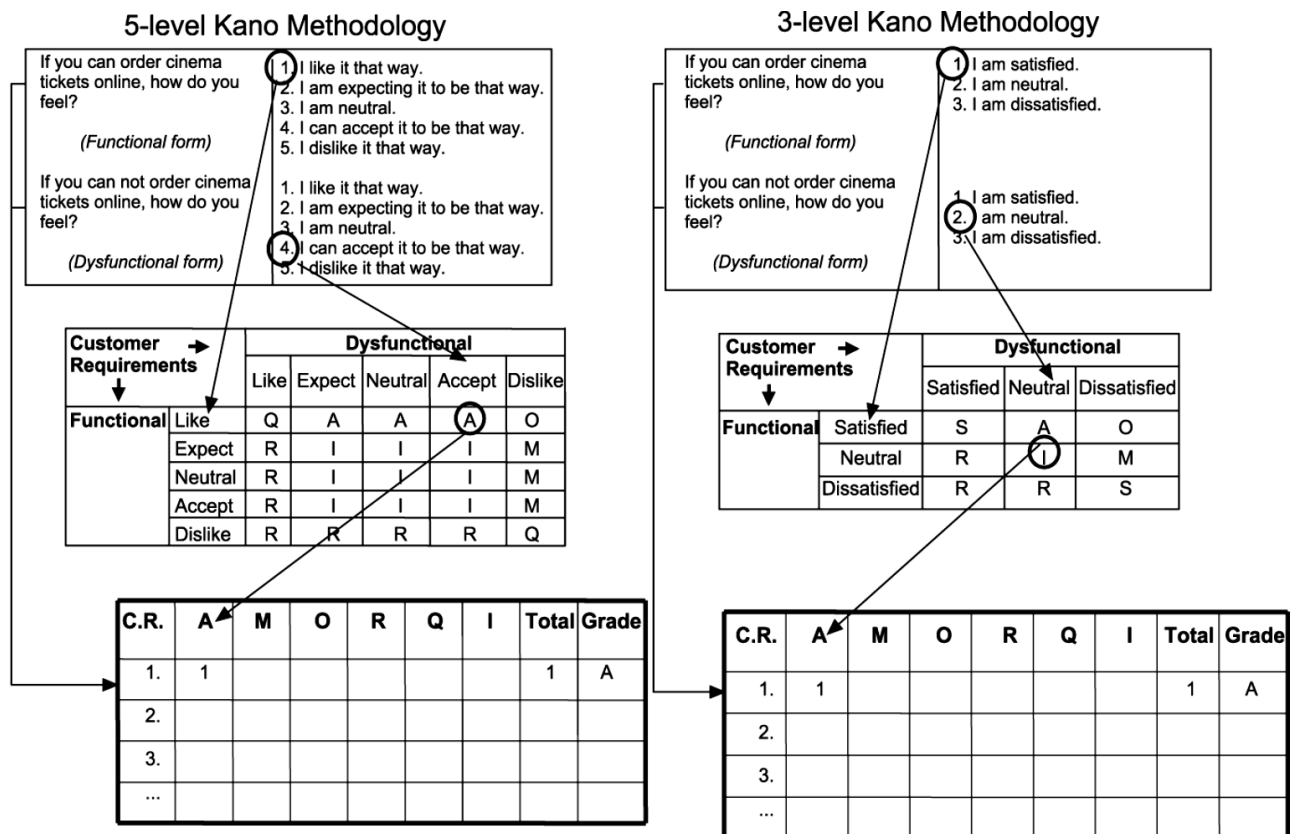 5-level Kano Methodology
If you can order cinema
tickets online, how do you
feel?
(Functional form)
1. I like it that way.
2. I am expecting it to be that way.
3. I am neutral.
4. I can accept it to be that way.
5. I dislike it that way.
If you can not order cinema
tickets online, how do you
feel?
(Dysfunctional form)
1. I like it that way.
2. I am expecting it to be that way.
3. I am neutral.
4. I can accept it to be that way.
5. I dislike it that way.
Customer
Requirements
Dysfunctional
Like Expect Neutral Accept Dislike
Functional Like Q A A A O
Expect R I I I M
Neutral R I I I M
Accept R I I I M
Dislike R R R R Q
C.R. A M O R Q I Total Grade
1. 1 1 A
2.
3.
...
3-level Kano Methodology
If you can order cinema
tickets online, how do you
feel?
(Functional form)
1 I am satisfied.
2. I am neutral.
3. I am dissatisfied.
If you can not order cinema
tickets online, how do you
feel?
(Dysfunctional form)
1. I am satisfied.
2. I am neutral.
3. I am dissatisfied.
Customer
Requirements
Dysfunctional
Satisfied Neutral Dissatisfied
Functional Satisfied S A O
Neutral R I M
Dissatisfied R R S
C.R. A M O R Q I Total Grade
1. 1 1 A
2.
3.
...